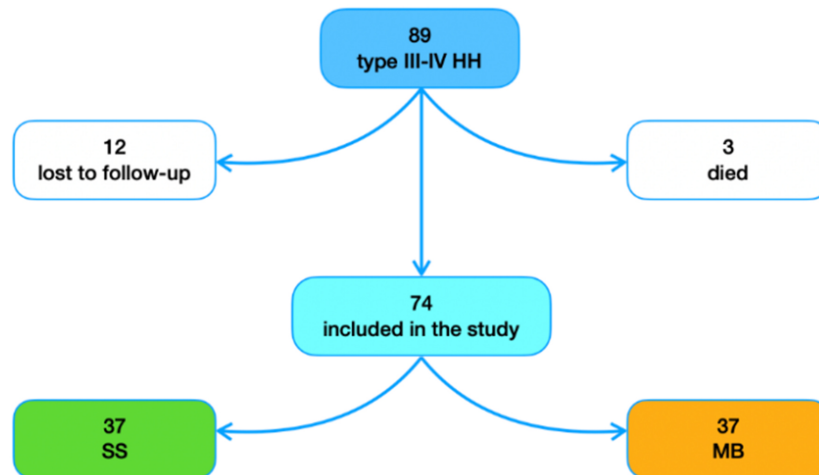 89
type III-IV HH
12
lost to follow-up
3
died
74
included in the study
37
SS
37
MB